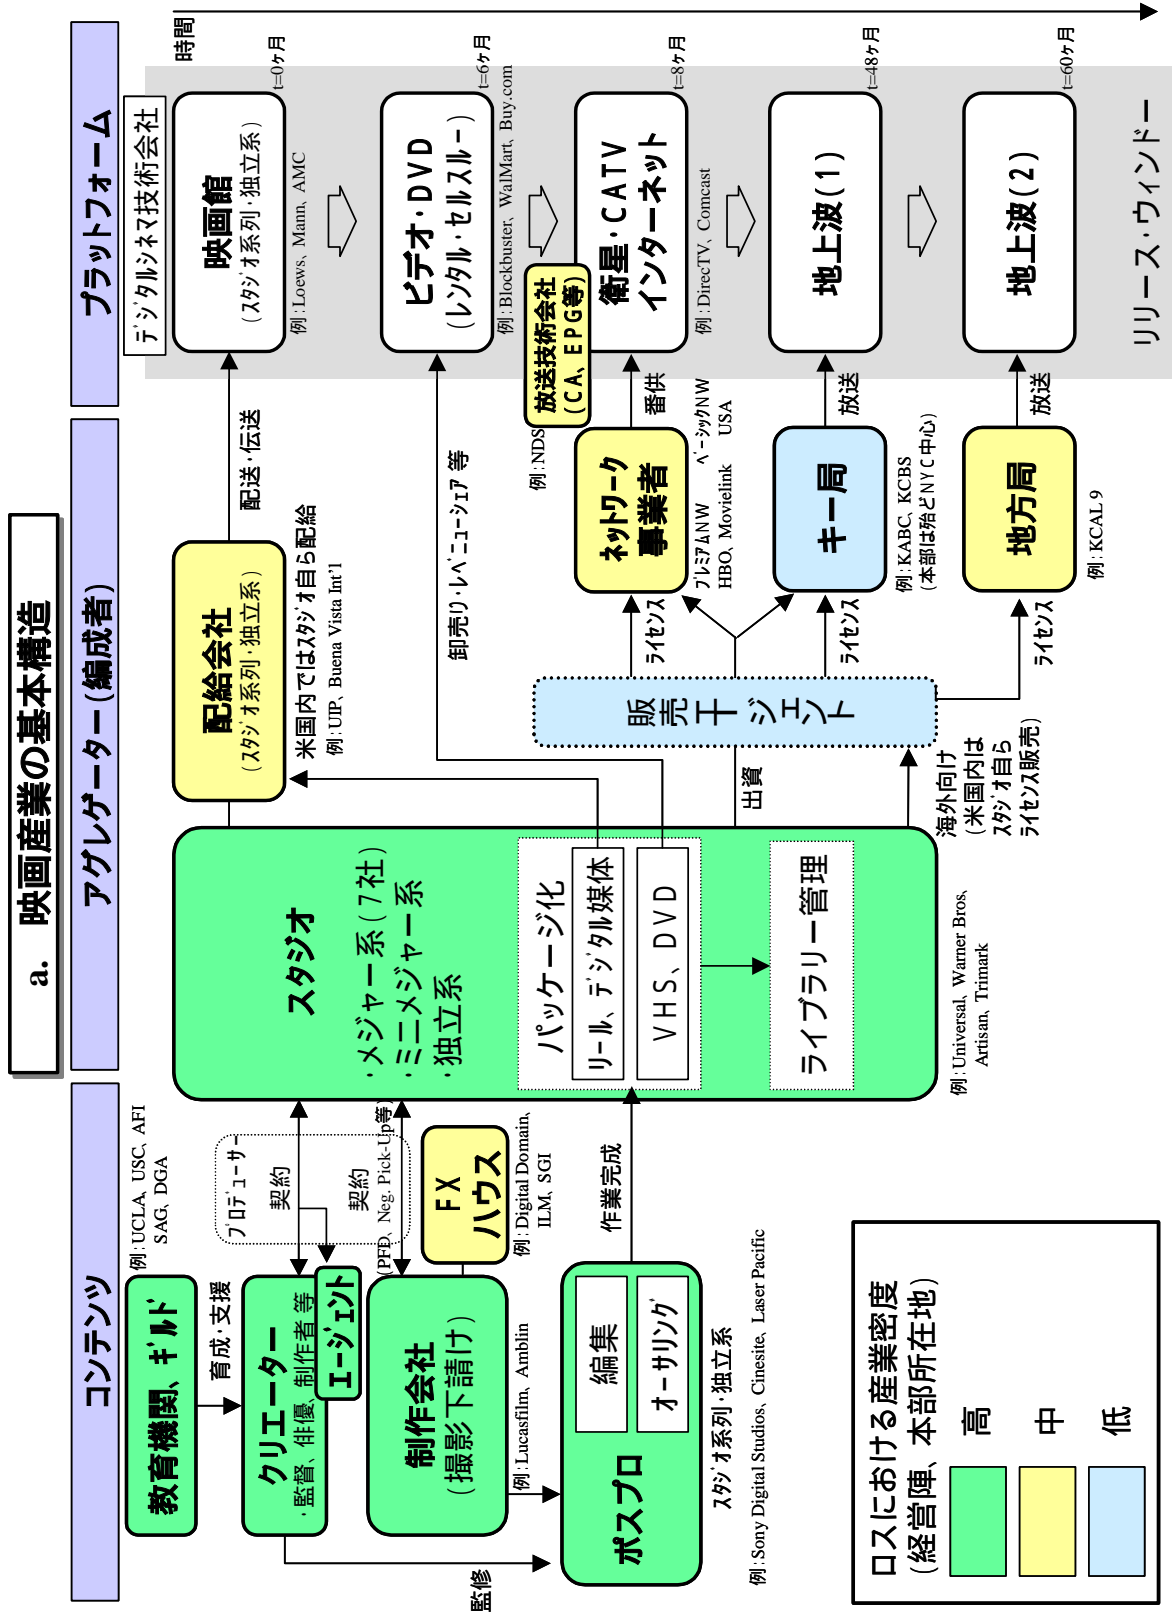 a. 映画産業の基本構造
コンテンツ
アグレゲーター(編成者)
プラットフォーム
教育機関、ギルド
例:UCLA、USC、AFI
SAG、DGA
育成・支援
クリエーター
・監督、俳優、制作者等
エージェント
プロデューサー
契約
契約
(PFD、Neg. Pick-Up等)
制作会社
(撮影下請け)
例:Lucasfilm、Amblin
FX
ハウス
例:Digital Domain、
ILM、SGI
監修
ポスプロ
編集
オーサリング
スタジオ系列・独立系
例:Sony Digital Studios、Cinesite、Laser Pacific
作業完成
スタジオ
・メジャー系(7社)
・ミニメジャー系
・独立系
パッケージ化
リール、デジタル媒体
VHS、DVD
ライブラリー管理
例:Universal、Warner Bros、
Artisan、Trimark
配給会社
(スタジオ系列・独立系)
米国内ではスタジオ自ら配給
例:UIP、Buena Vista Int'l
配送・伝送
卸売り・レベニューシェア等
出資
販売エージェント
海外向け
(米国内は
スタジオ自ら
ライセンス販売)
ライセンス
ライセンス
ライセンス
ネットワーク
事業者
プレミアムNW ベーシックNW
HBO、Movielink USA
キー局
例:KABC、KCBS
(本部は殆どNYC中心)
地方局
例:KCAL 9
番供
放送
放送
放送技術会社
(CA、EPG等)
例:NDS
デジタルシネマ技術会社
映画館
(スタジオ系列・独立系)
例:Loews、Mann、AMC
t=0ヶ月
ビデオ・DVD
(レンタル・セルスルー)
例:Blockbuster、WalMart、Buy.com
t=6ヶ月
衛星・CATV
インターネット
例:DirecTV、Comcast
t=8ヶ月
地上波(1)
t=48ヶ月
地上波(2)
t=60ヶ月
時間
リリース・ウィンドー
ロスにおける産業密度
(経営陣、本部所在地)
高
中
低